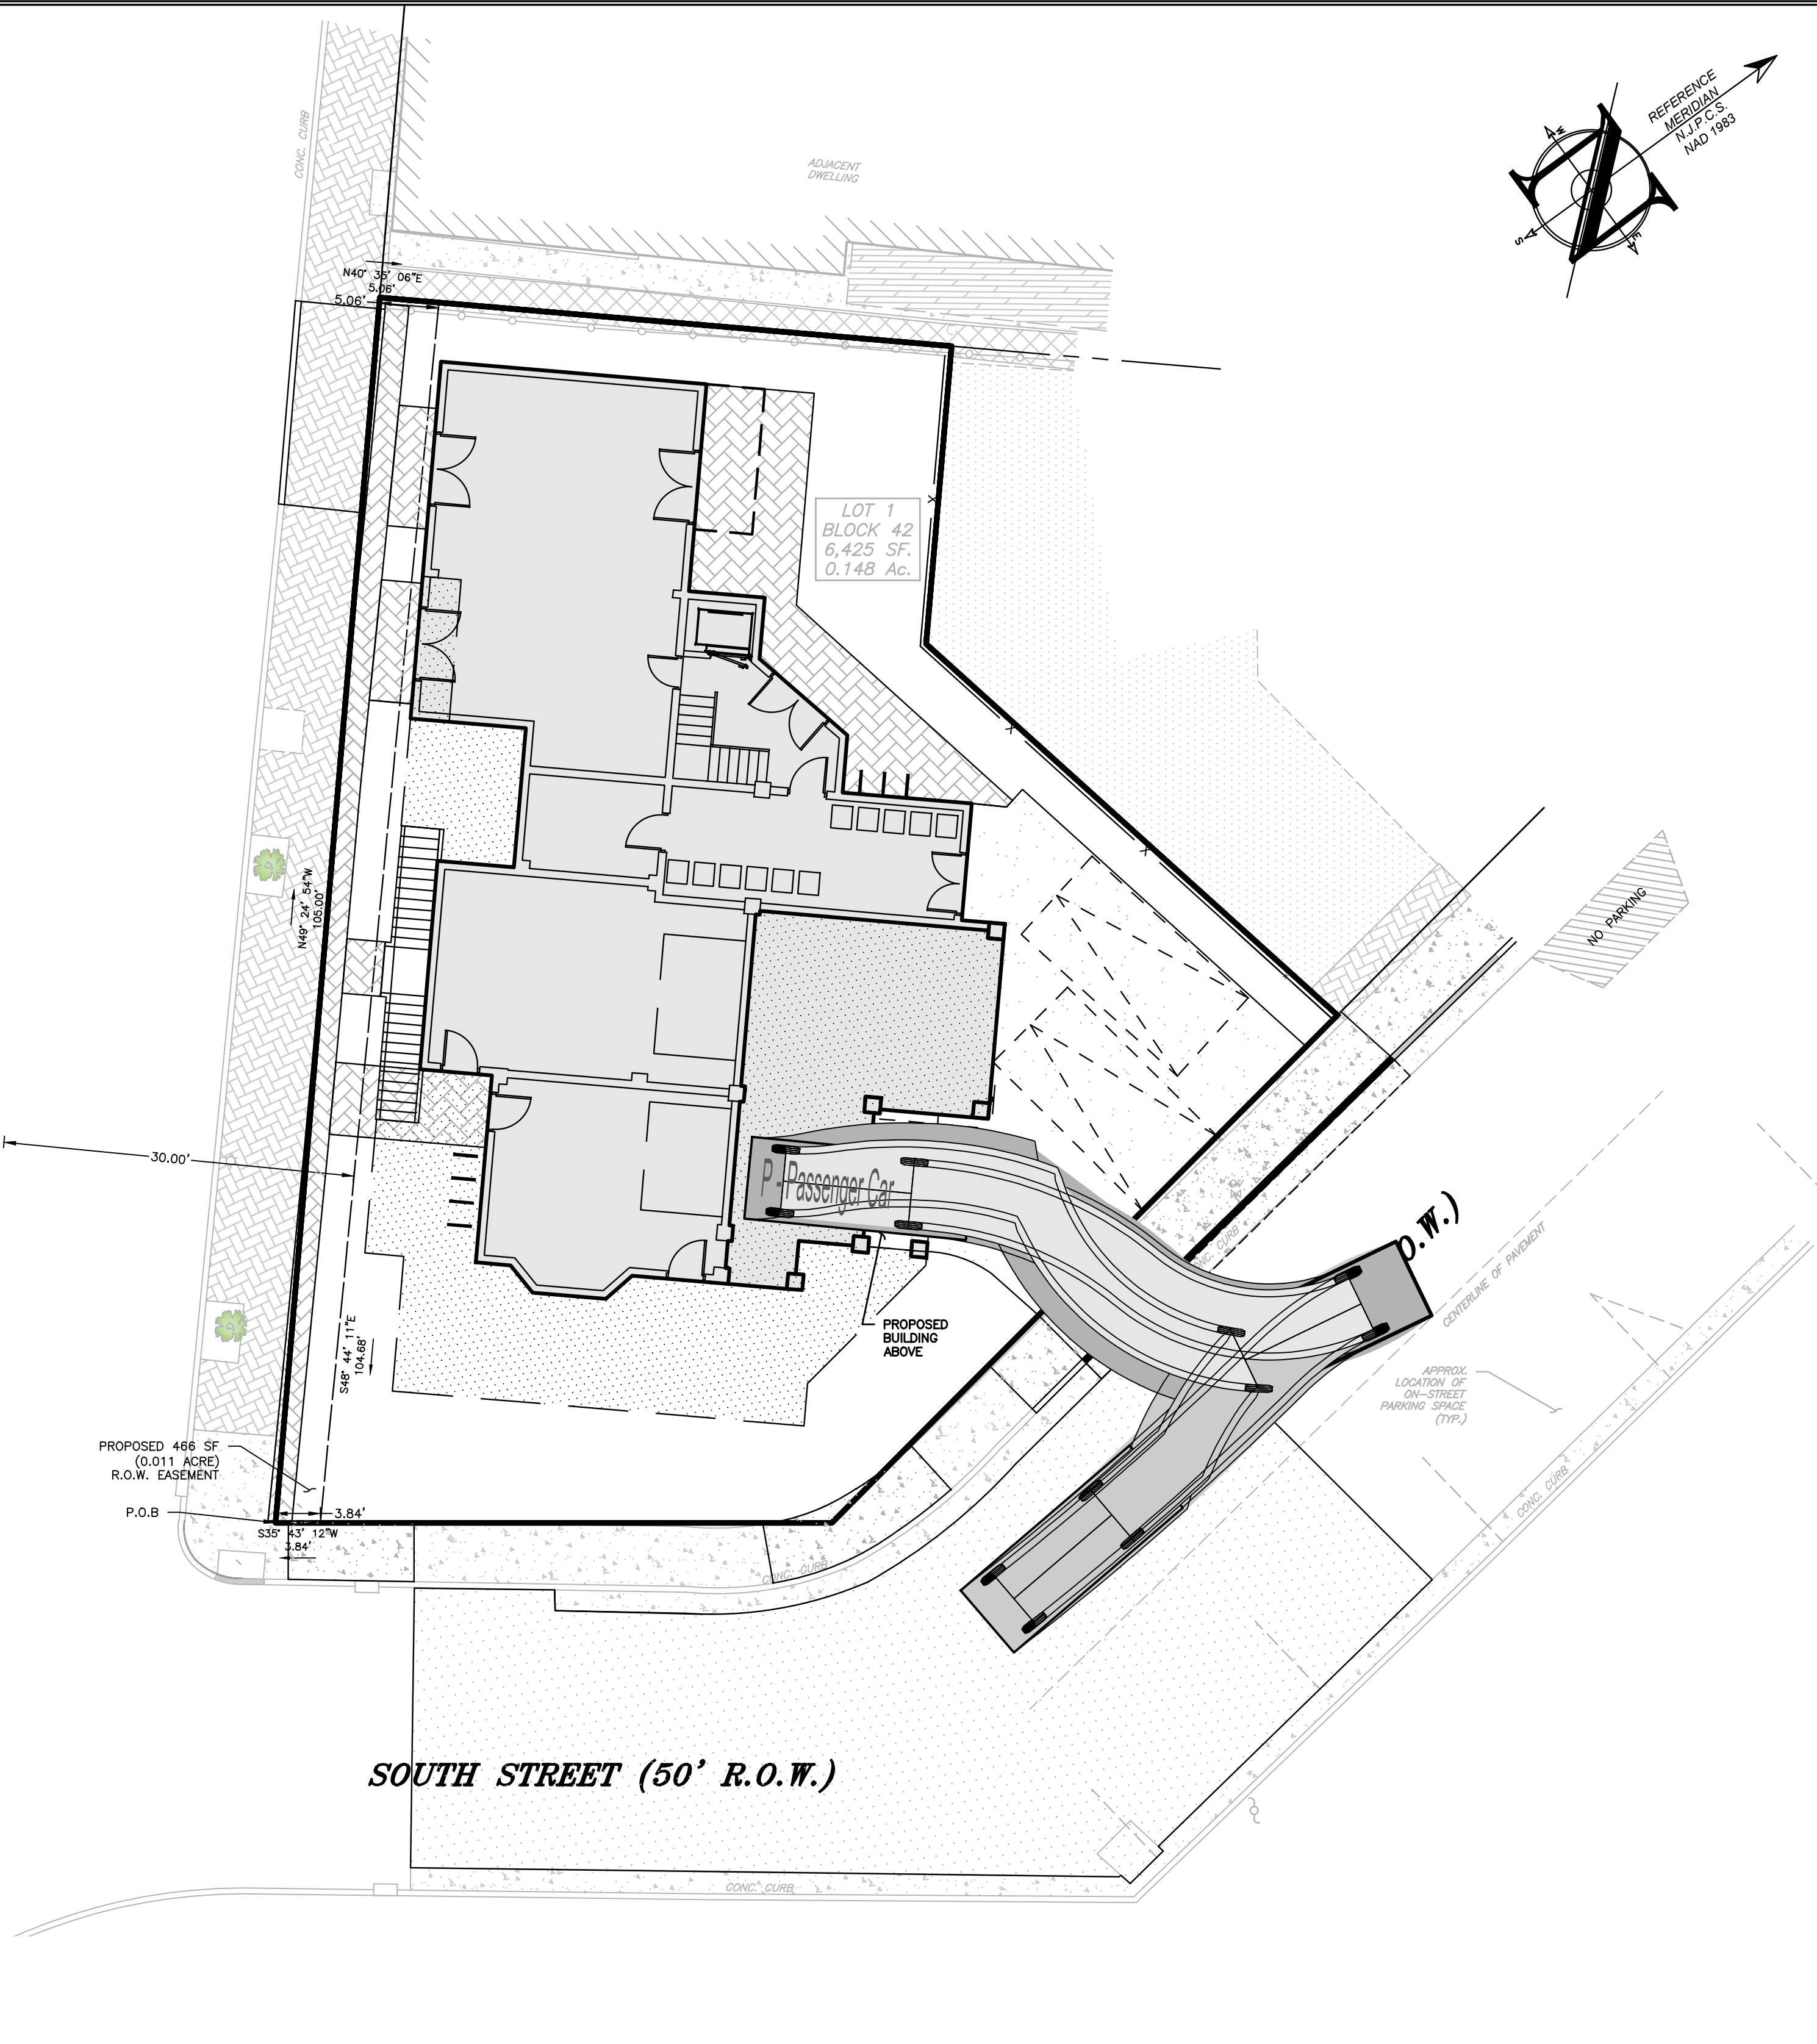 REFERENCE
MERIDIAN
N.J.P.C.S.
NAD 1983
W
S
E
CONC. CURB
ADJACENT
DWELLING
N40° 35' 06"E
5.06'
5.06'
LOT 1
BLOCK 42
6,425 SF.
0.148 Ac.
X
X
X
NO PARKING
N49° 24' 54"W
105.00'
30.00'
P - Passenger Car
O.W.)
CONC. CURB
CENTERLINE OF PAVEMENT
PROPOSED
BUILDING
ABOVE
S48° 44' 11"E
104.68'
APPROX.
LOCATION OF
ON-STREET
PARKING SPACE
(TYP.)
PROPOSED 466 SF
(0.011 ACRE)
R.O.W. EASEMENT
P.O.B
3.84'
S35° 43' 12"W
3.84'
CONC. CURB
CONC. CURB
SOUTH STREET (50' R.O.W.)
CONC. CURB